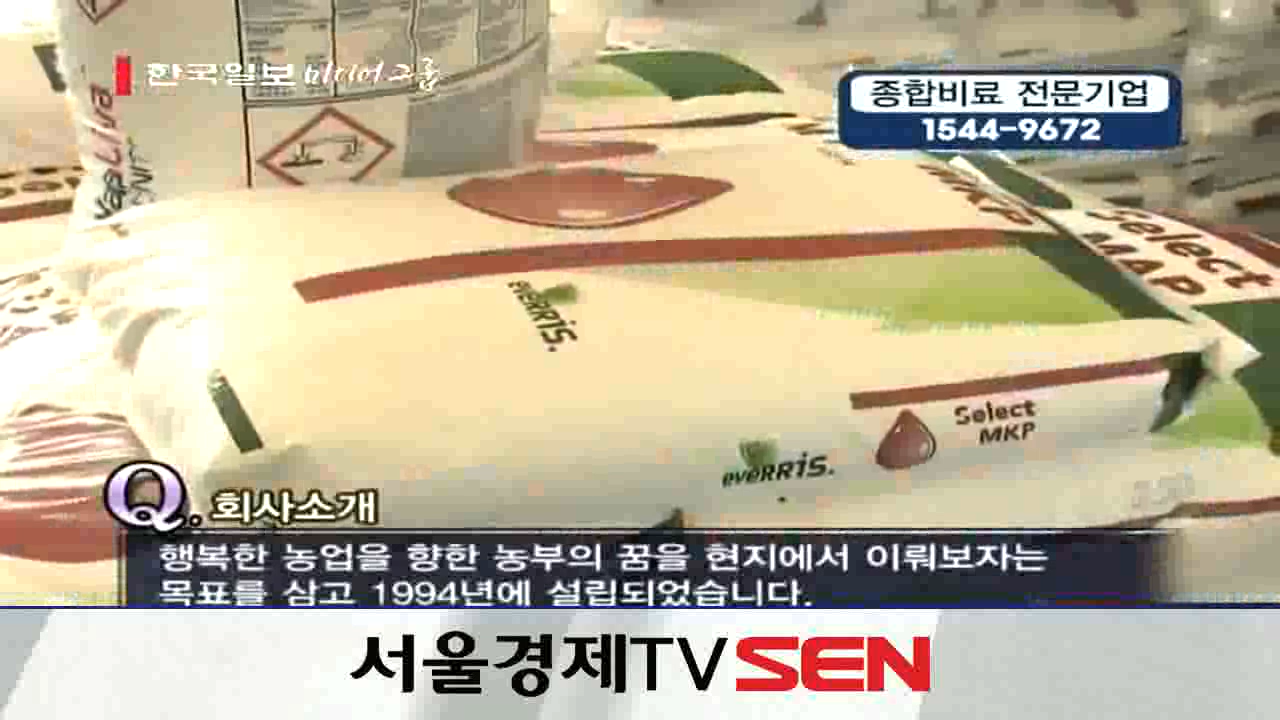 한국일보 미디어그룹
종합비료 전문기업
1544-9672
MKP
Select
MAP
everris.
Select
MKP
everris.
Q. 회사소개
행복한 농업을 향한 농부의 꿈을 현지에서 이뤄보자는
목표를 삼고 1994년에 설립되었습니다.
서울경제TV SEN